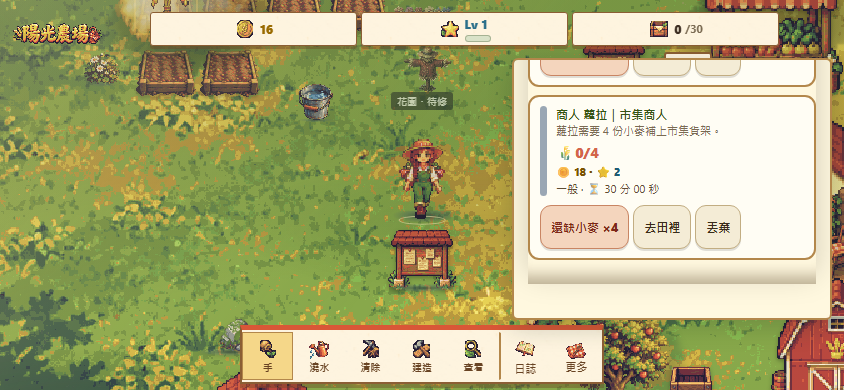 陽光農場
16
Lv 1
0 /30
花圃·待修
商人 蘿拉｜市集商人
蘿拉需要 4 份小麥補上市集貨架。
0/4
18 · 2
一般 · 30 分 00 秒
還缺小麥 ×4
去田裡
丟棄
手
澆水
清除
建造
查看
日誌
更多